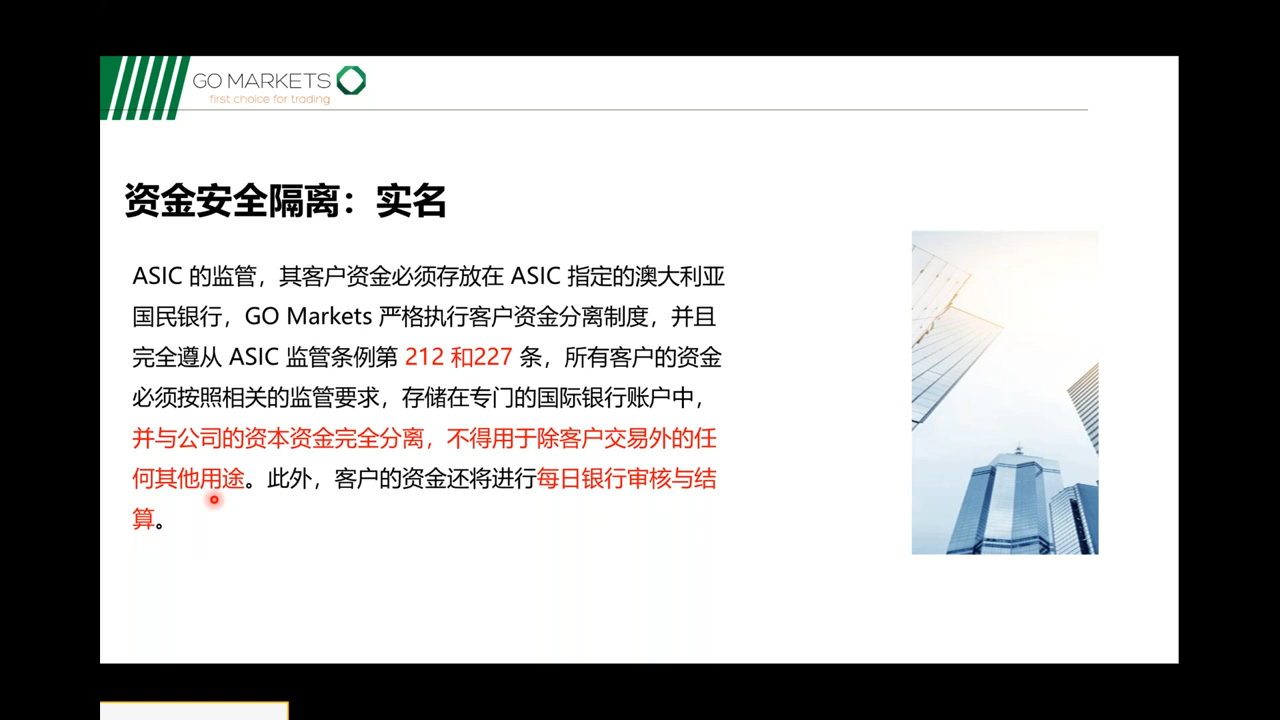 GO MARKETS
first choice for trading
资金安全隔离：实名
ASIC 的监管，其客户资金必须存放在 ASIC 指定的澳大利亚
国民银行，GO Markets 严格执行客户资金分离制度，并且
完全遵从 ASIC 监管条例第 212 和227 条，所有客户的资金
必须按照相关的监管要求，存储在专门的国际银行账户中，
并与公司的资本资金完全分离，不得用于除客户交易外的任
何其他用途。此外，客户的资金还将进行每日银行审核与结
算。